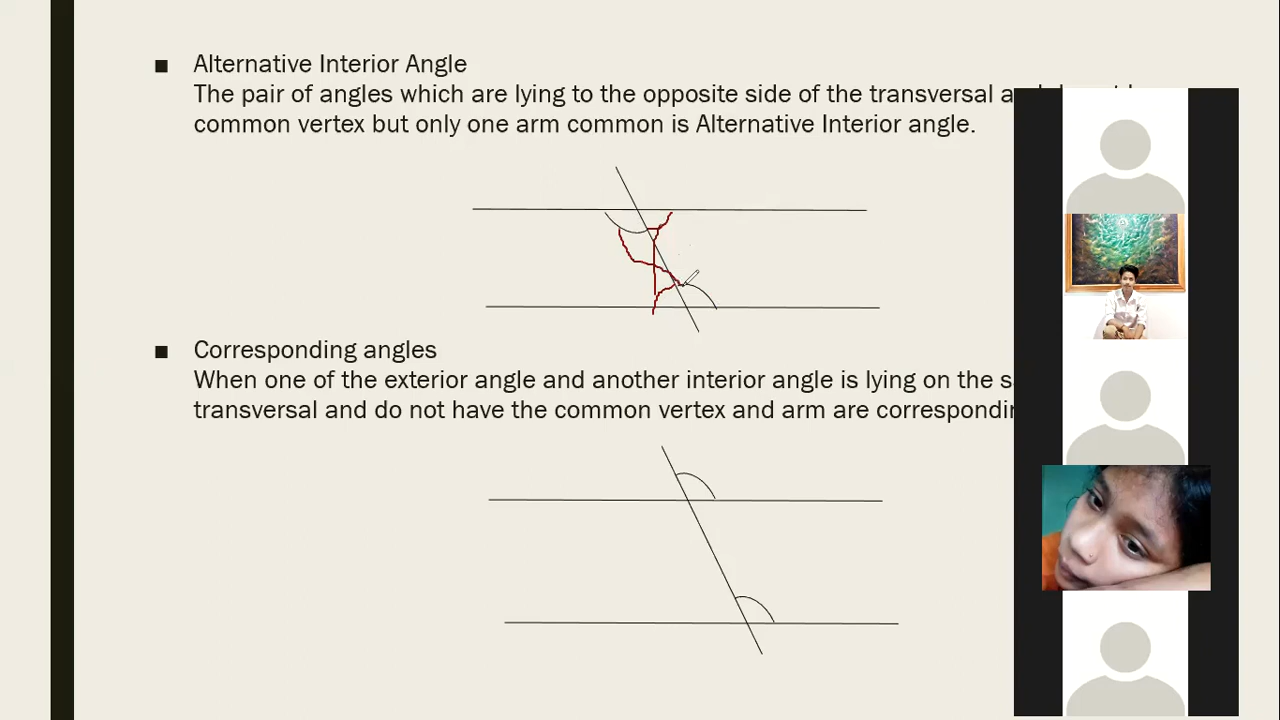 Alternative Interior Angle
The pair of angles which are lying to the opposite side of the transversal
common vertex but only one arm common is Alternative Interior angle.
Corresponding angles
When one of the exterior angle and another interior angle is lying on the
transversal and do not have the common vertex and arm are